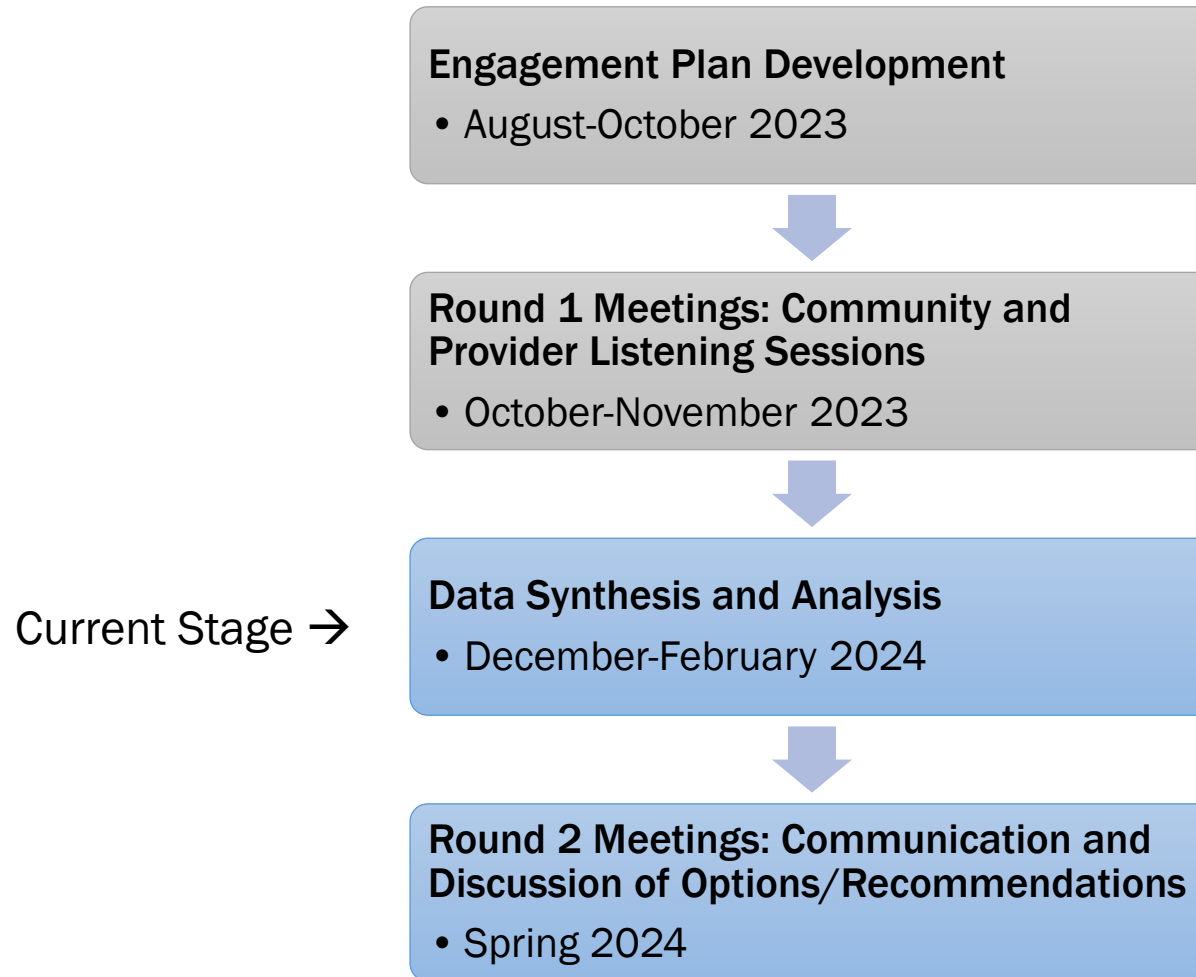 Engagement Plan Development
• August-October 2023
Round 1 Meetings: Community and
Provider Listening Sessions
• October-November 2023
Current Stage →
Data Synthesis and Analysis
• December-February 2024
Round 2 Meetings: Communication and
Discussion of Options/Recommendations
• Spring 2024